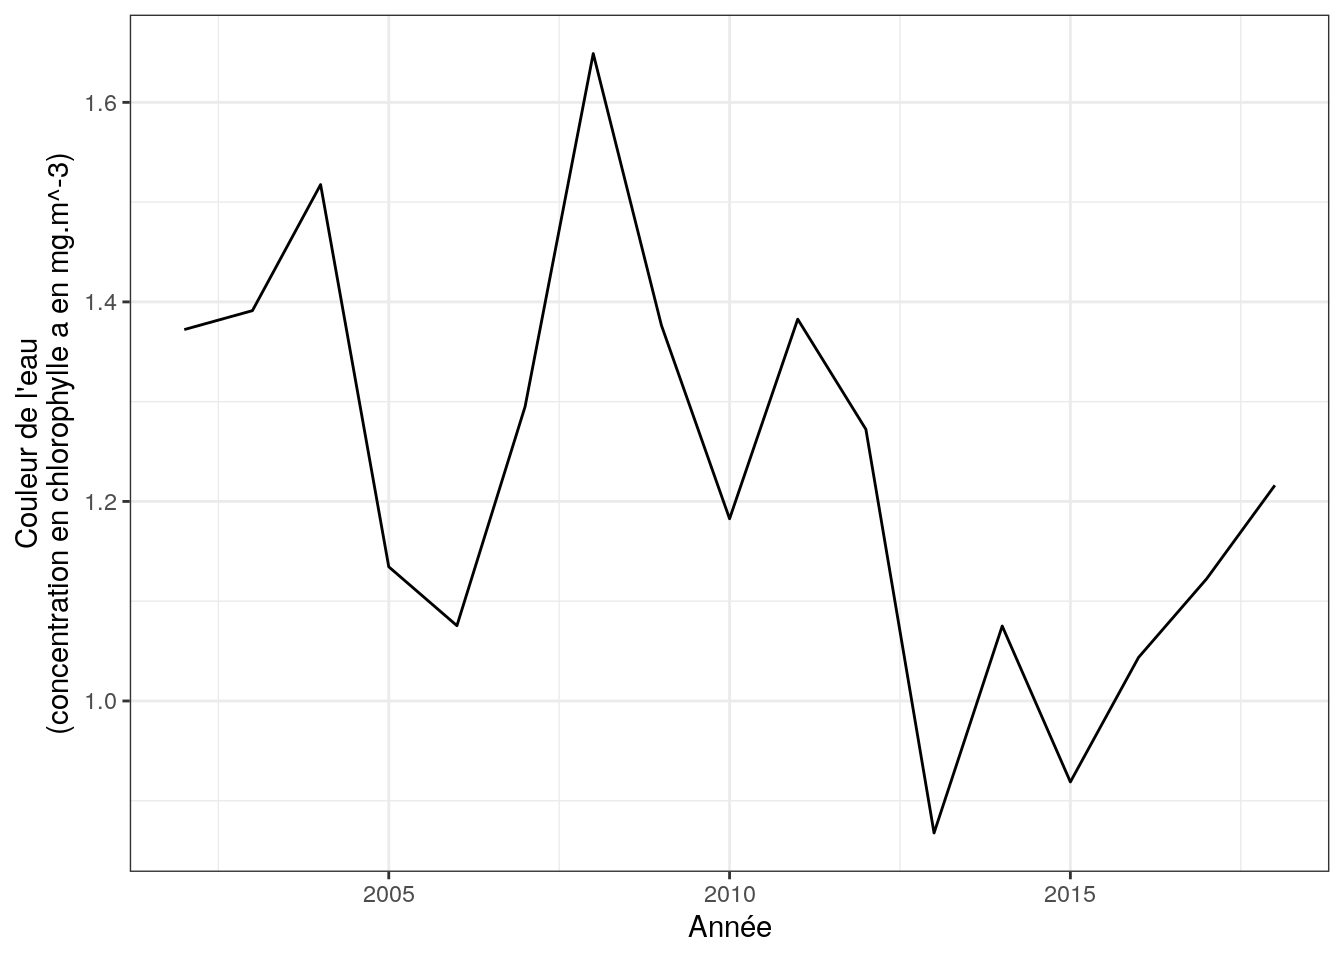 Couleur de l'eau
(concentration en chlorophylle a en mg.m^-3)
1.6
1.4
1.2
1.0
2005
2010
2015
Année